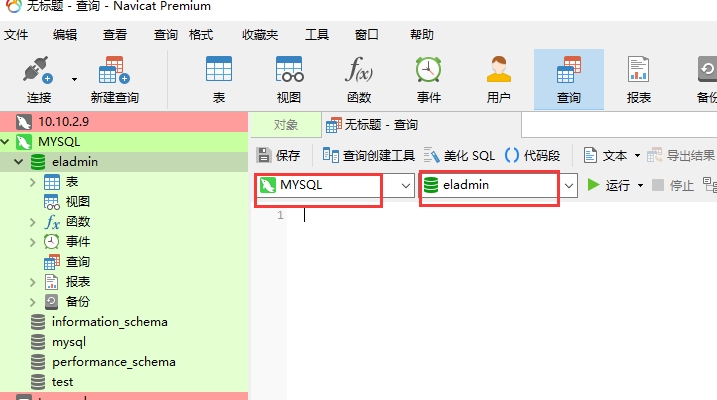 无标题 - 查询 - Navicat Premium
文件 编辑 查看 查询 格式 收藏夹 工具 窗口 帮助
连接 新建查询 表 视图 f(x) 函数 事件 用户 查询 报表
10.10.2.9
MYSQL
eladmin
表
视图
fx 函数
事件
查询
报表
备份
information_schema
mysql
performance_schema
test
对象 无标题 - 查询
保存 查询创建工具 美化 SQL () 代码段 文本 导出结果
MYSQL eladmin 运行 停止
1